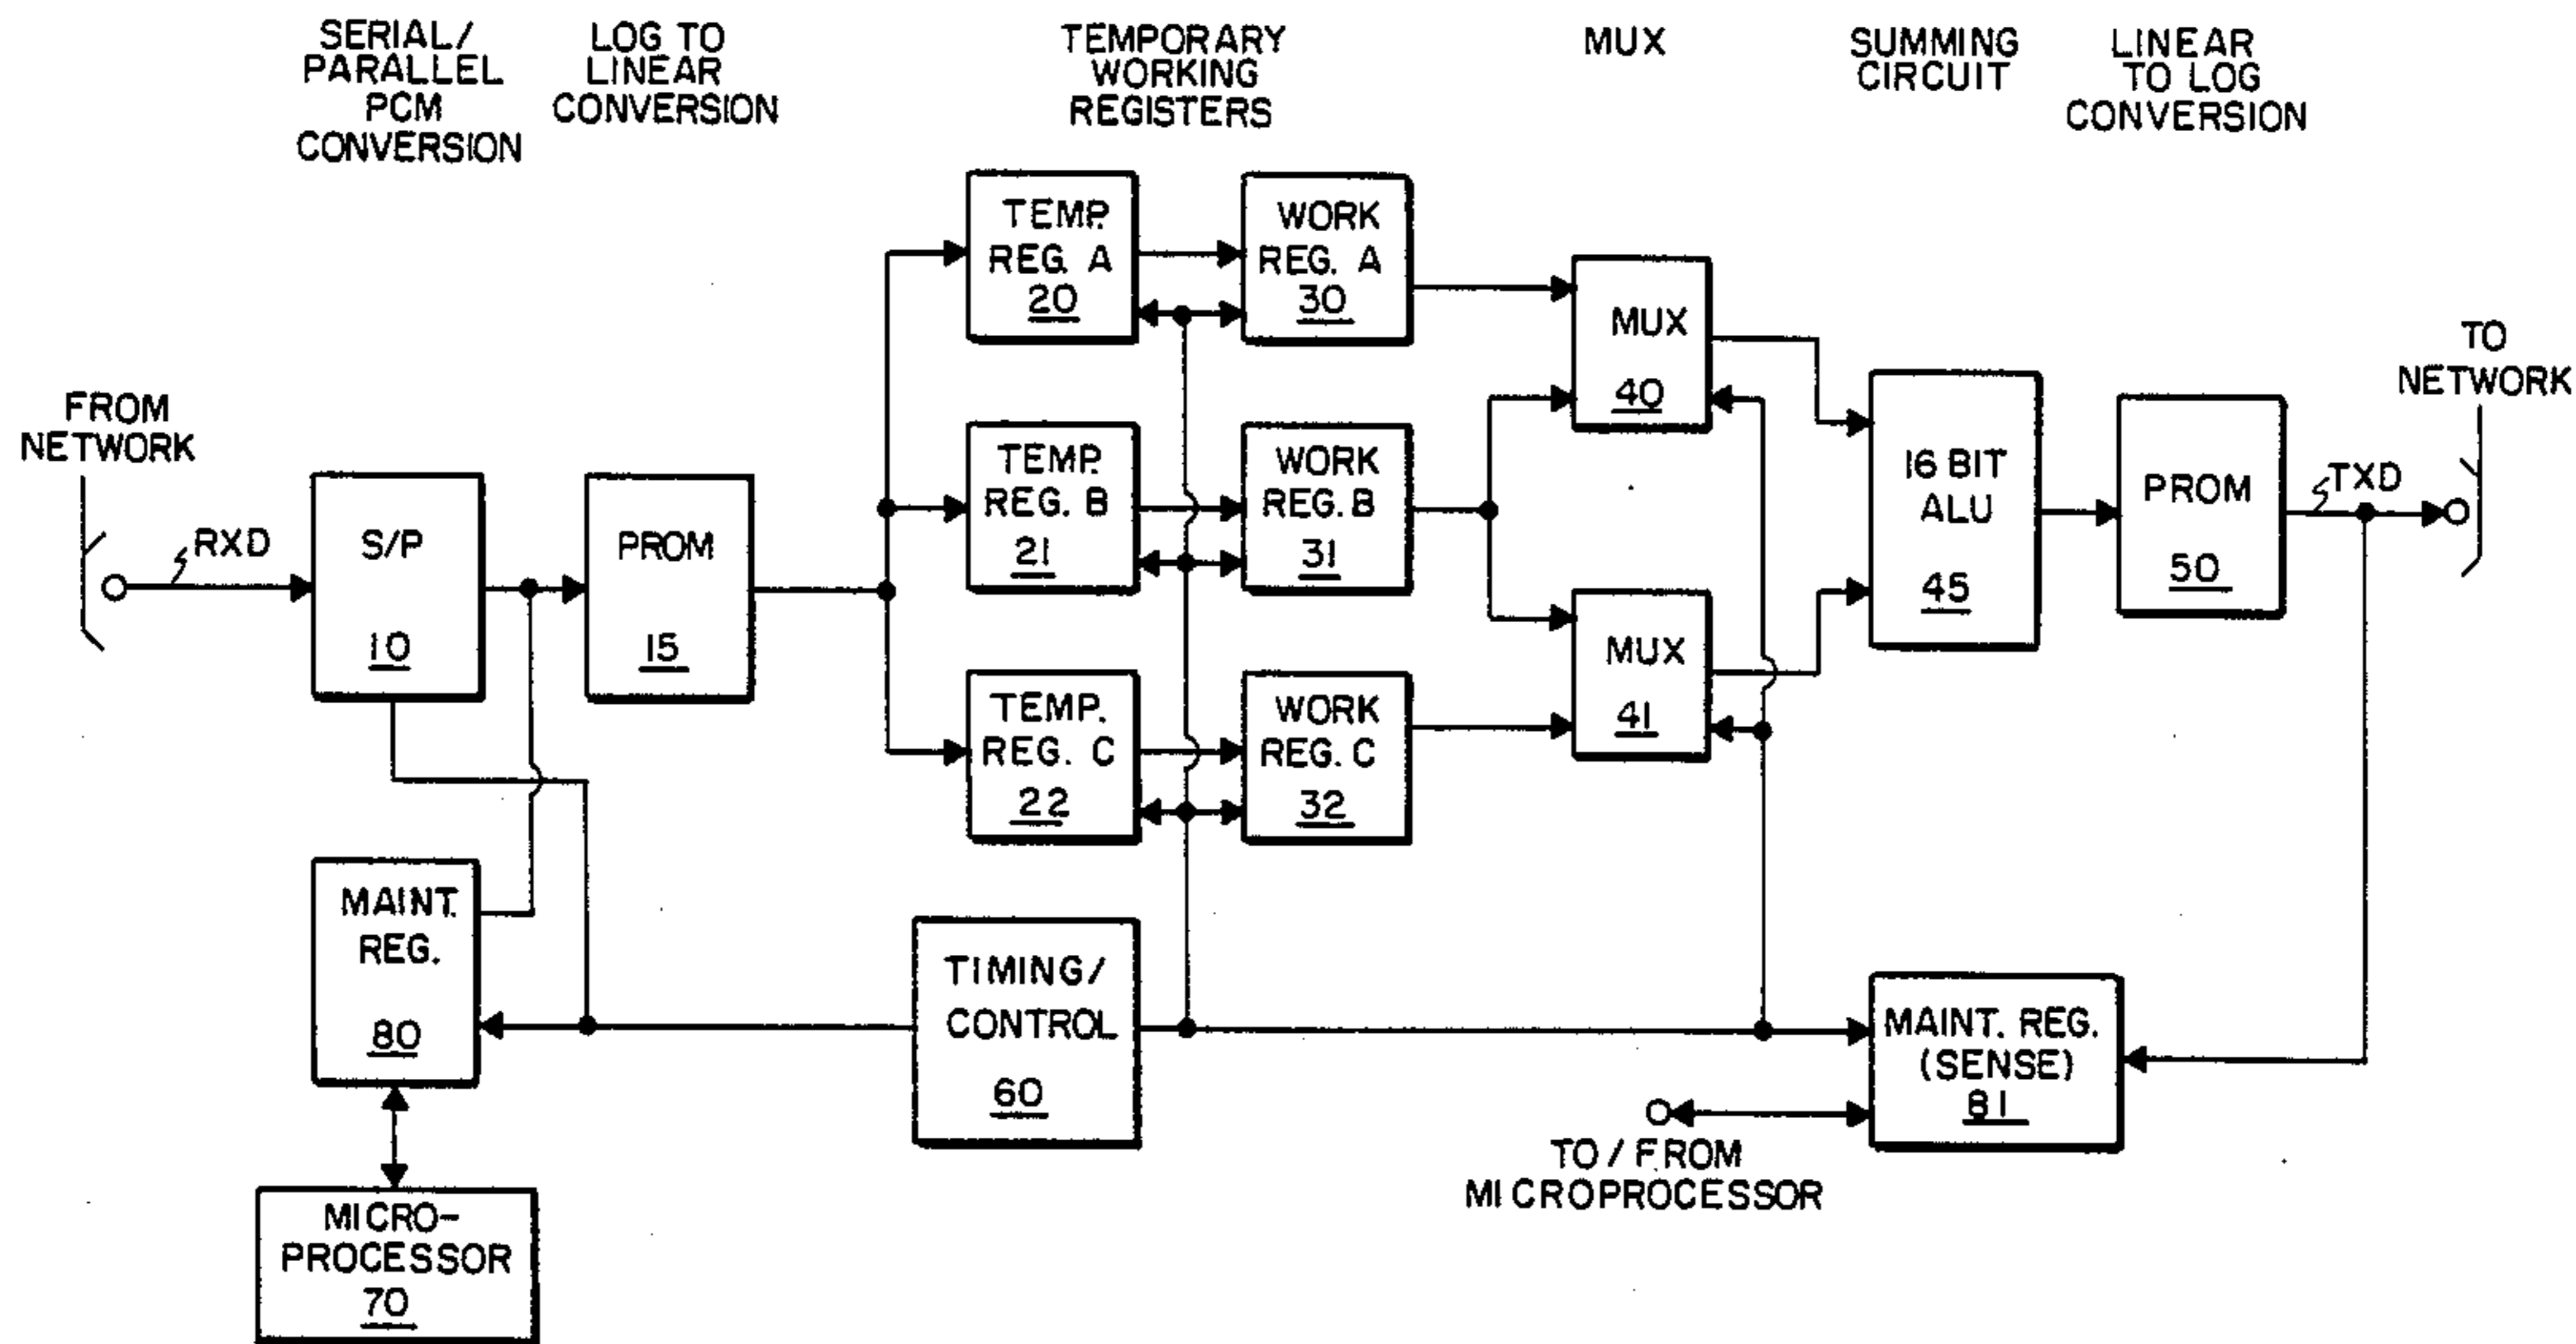 SERIAL/
PARALLEL
PCM
CONVERSION
LOG TO
LINEAR
CONVERSION
TEMPORARY
WORKING
REGISTERS
MUX
SUMMING
CIRCUIT
LINEAR
TO LOG
CONVERSION
FROM
NETWORK
RXD
S/P
10
PROM
15
TEMP.
REG. A
20
WORK
REG. A
30
TEMP.
REG. B
21
WORK
REG. B
31
TEMP.
REG. C
22
WORK
REG. C
32
MUX
40
MUX
41
16 BIT
ALU
45
PROM
50
TXD
TO
NETWORK
MAINT.
REG.
80
MICRO-
PROCESSOR
70
TIMING/
CONTROL
60
MAINT. REG.
(SENSE)
81
TO / FROM
MICROPROCESSOR